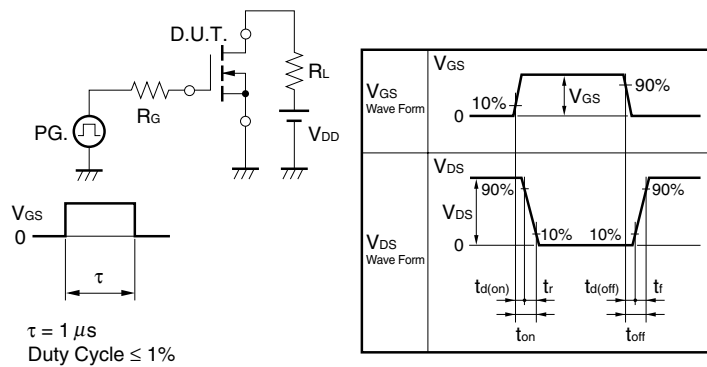 D.U.T.
RG
RL
PG.
VDD
VGS
0
τ
τ = 1 μs
Duty Cycle ≤ 1%
VGS
Wave Form
VGS
10%
0
VGS
90%
VDS
Wave Form
VDS
90%
90%
VDS
10%
10%
0
td(on)
tr
td(off)
tf
ton
toff